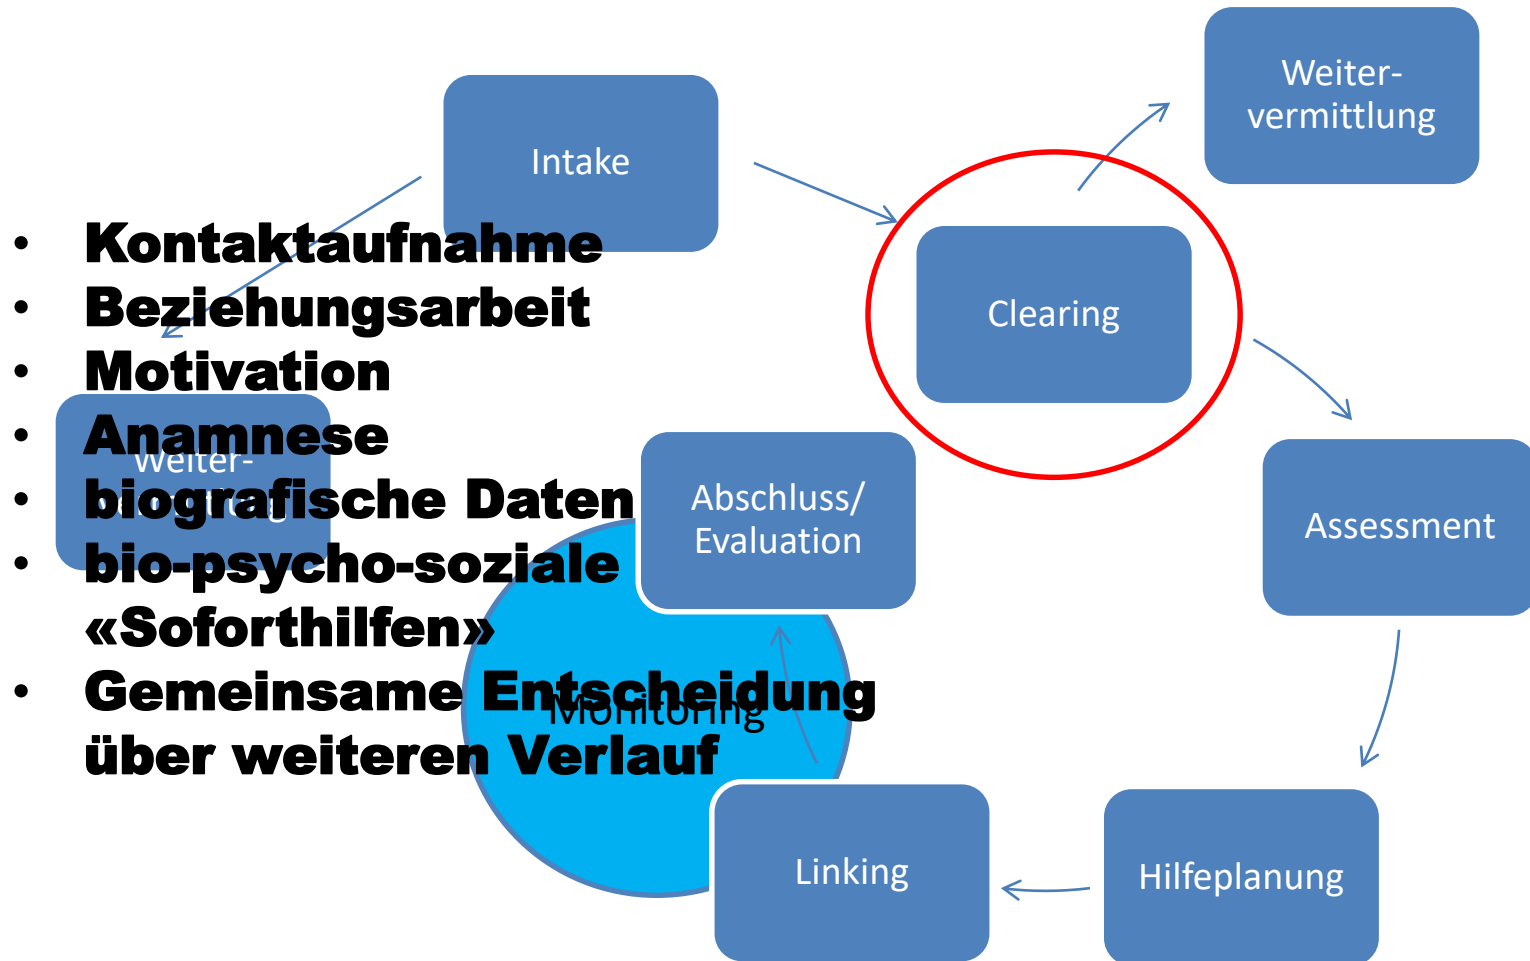 Weiter-
vermittlung
Intake
Clearing
• Kontaktaufnahme
• Beziehungsarbeit
• Motivation
• Anamnese
• biografische Daten
• bio-psycho-soziale
«Soforthilfen»
• Gemeinsame Entscheidung
über weiteren Verlauf
Weiter-
Abschluss/
Evaluation
Assessment
Monitoring
Linking
Hilfeplanung